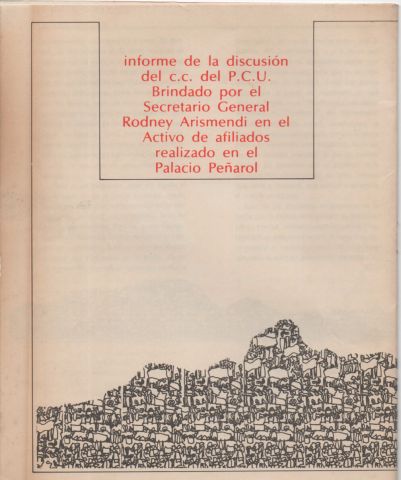 informe de la discusión
del c.c. del P.C.U.
Brindado por el
Secretario General
Rodney Arismendi en el
Activo de afiliados
realizado en el
Palacio Peñarol